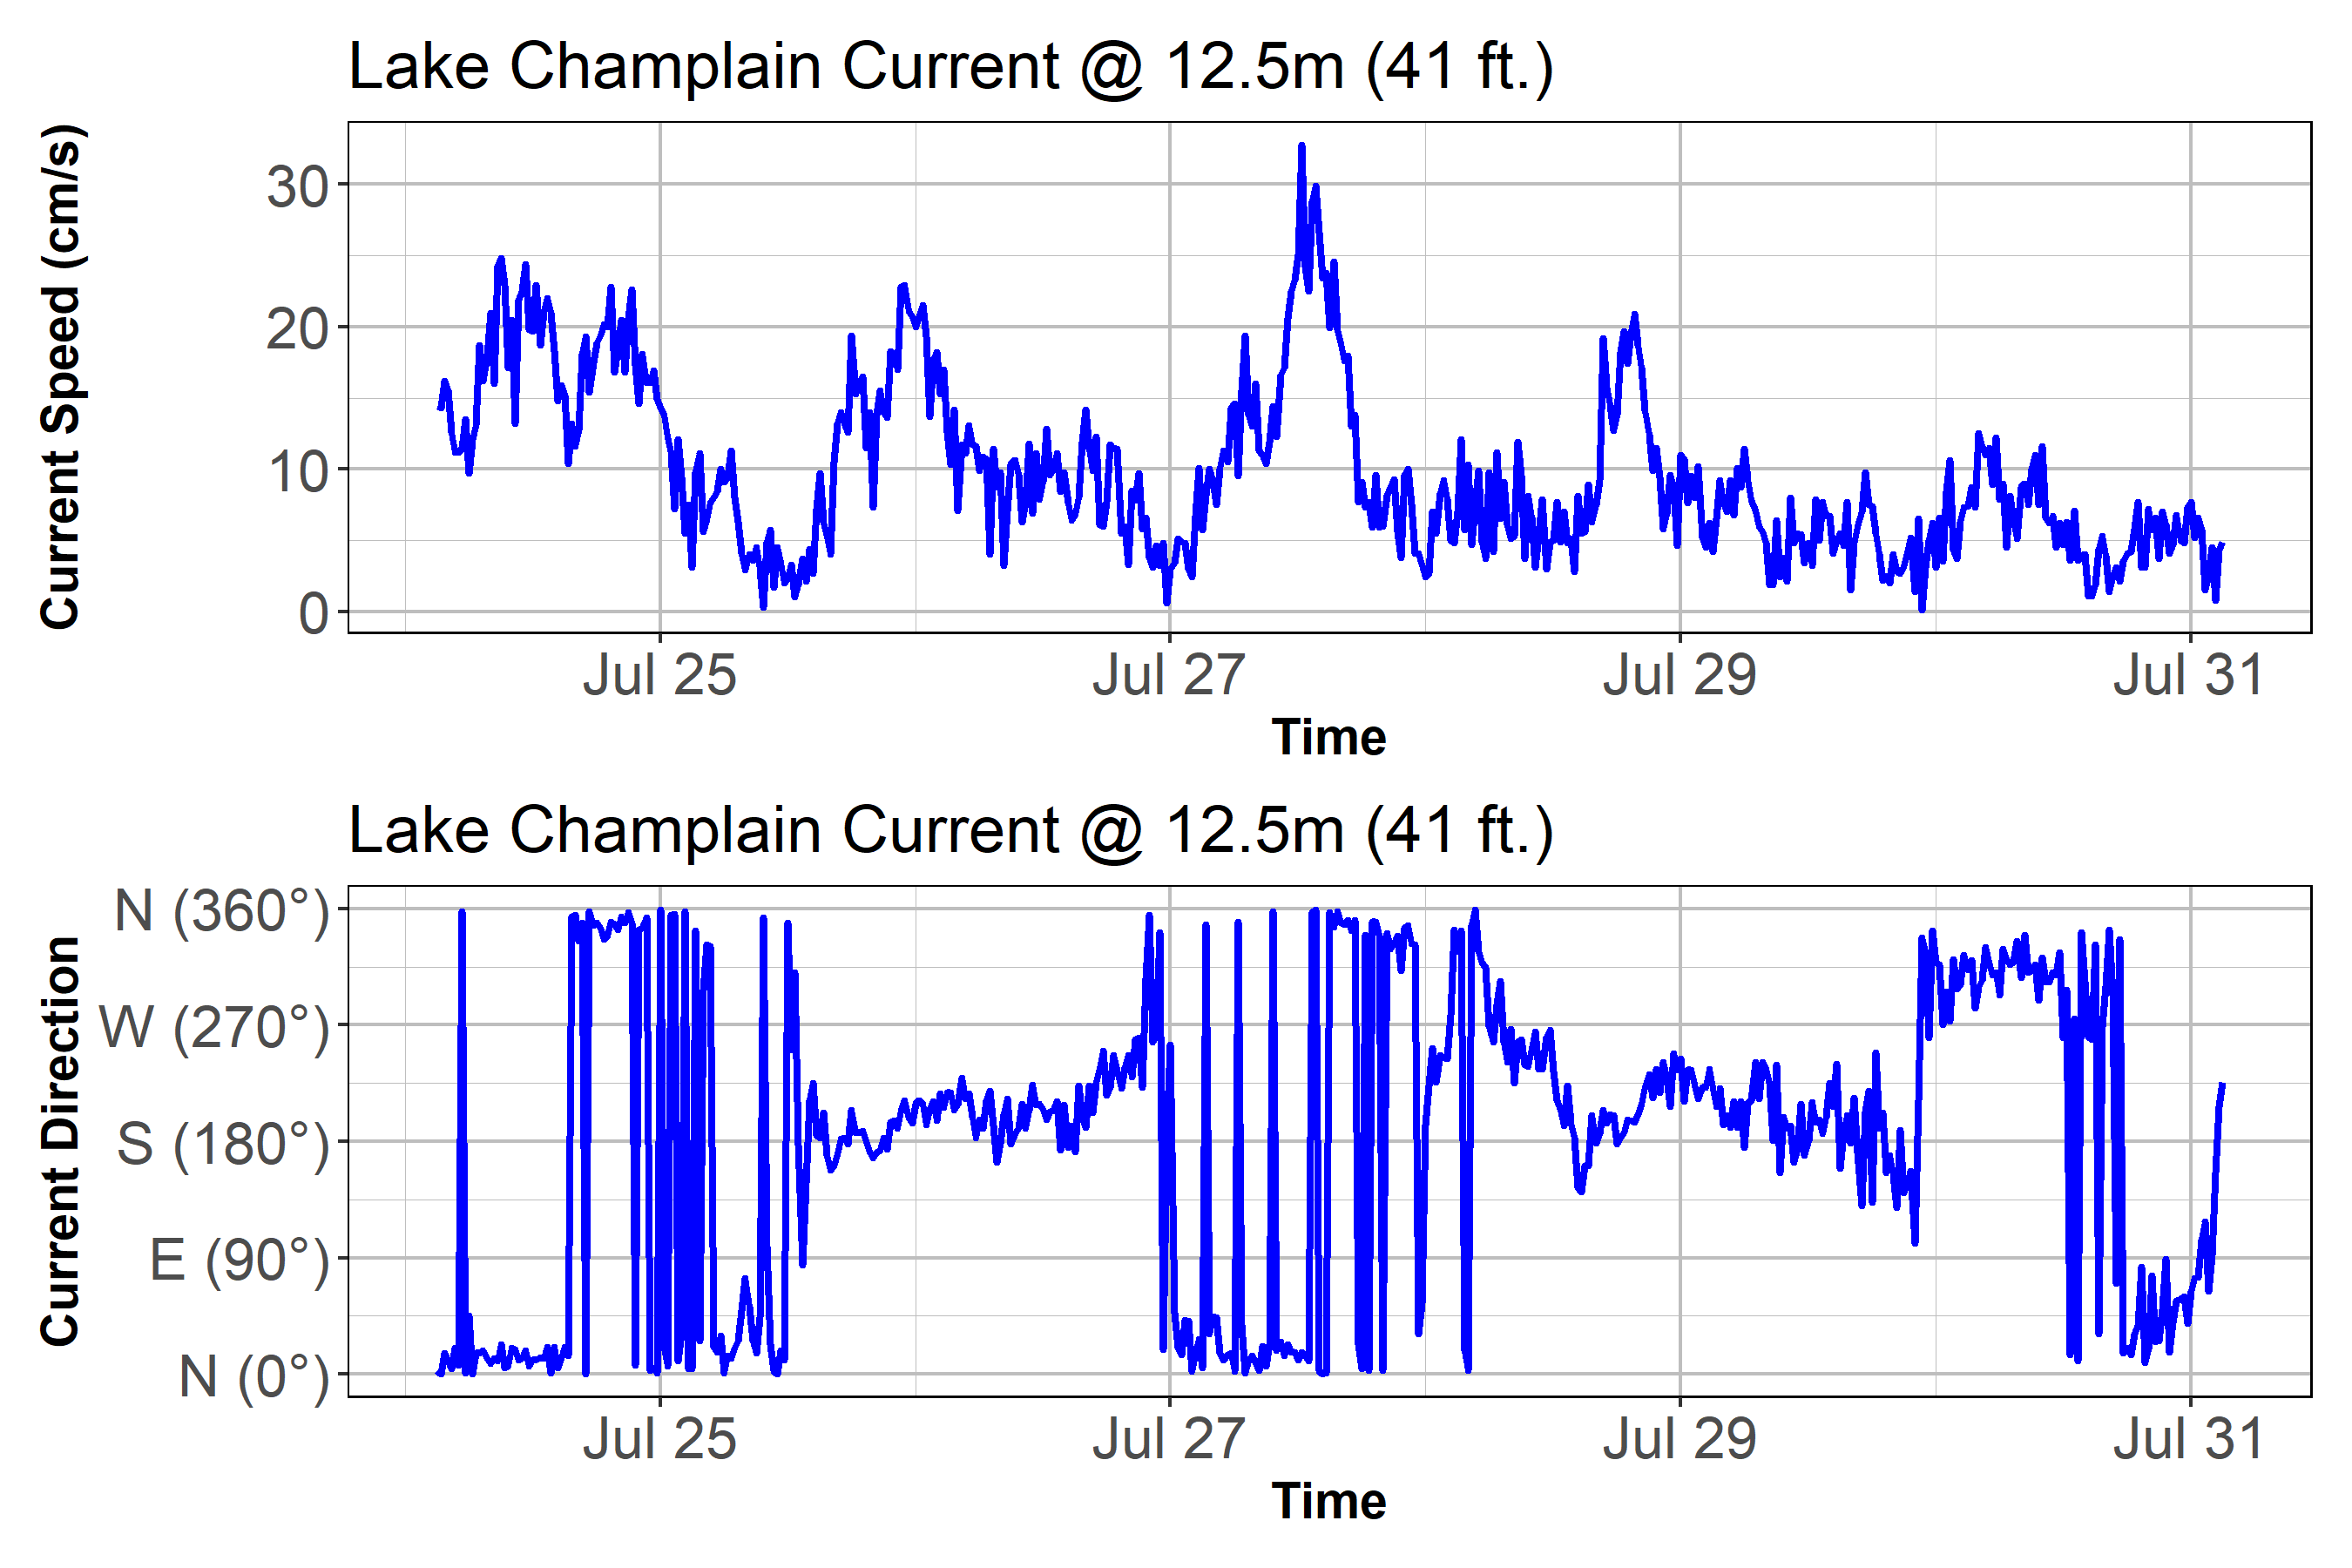 Lake Champlain Current @ 12.5m (41 ft.)
Current Speed (cm/s)
30
20
10
0
Jul 25 Jul 27 Jul 29 Jul 31
Time
Lake Champlain Current @ 12.5m (41 ft.)
Current Direction
N (360°)
W (270°)
S (180°)
E (90°)
N (0°)
Jul 25 Jul 27 Jul 29 Jul 31
Time